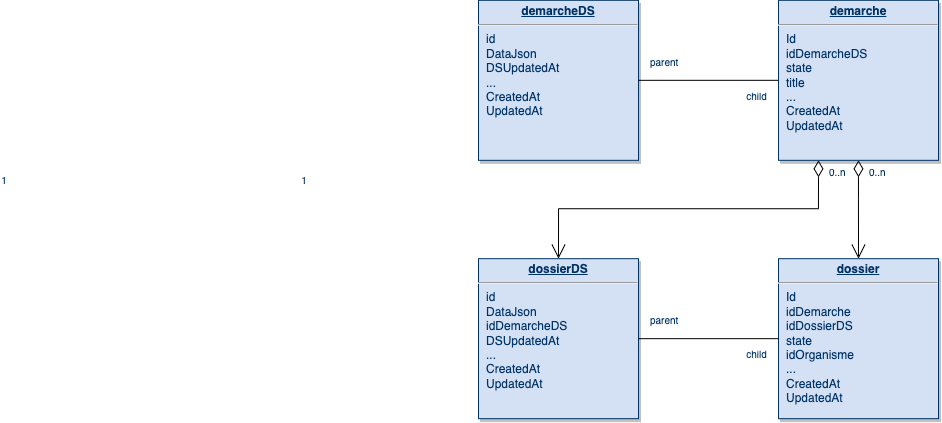 demarcheDS
id
DataJson
DSUpdatedAt
...
CreatedAt
UpdatedAt
parent
child
demarche
Id
idDemarcheDS
state
title
...
CreatedAt
UpdatedAt
1
1
0..n
0..n
dossierDS
id
DataJson
idDemarcheDS
DSUpdatedAt
...
CreatedAt
UpdatedAt
parent
child
dossier
Id
idDemarche
idDossierDS
state
idOrganisme
...
CreatedAt
UpdatedAt